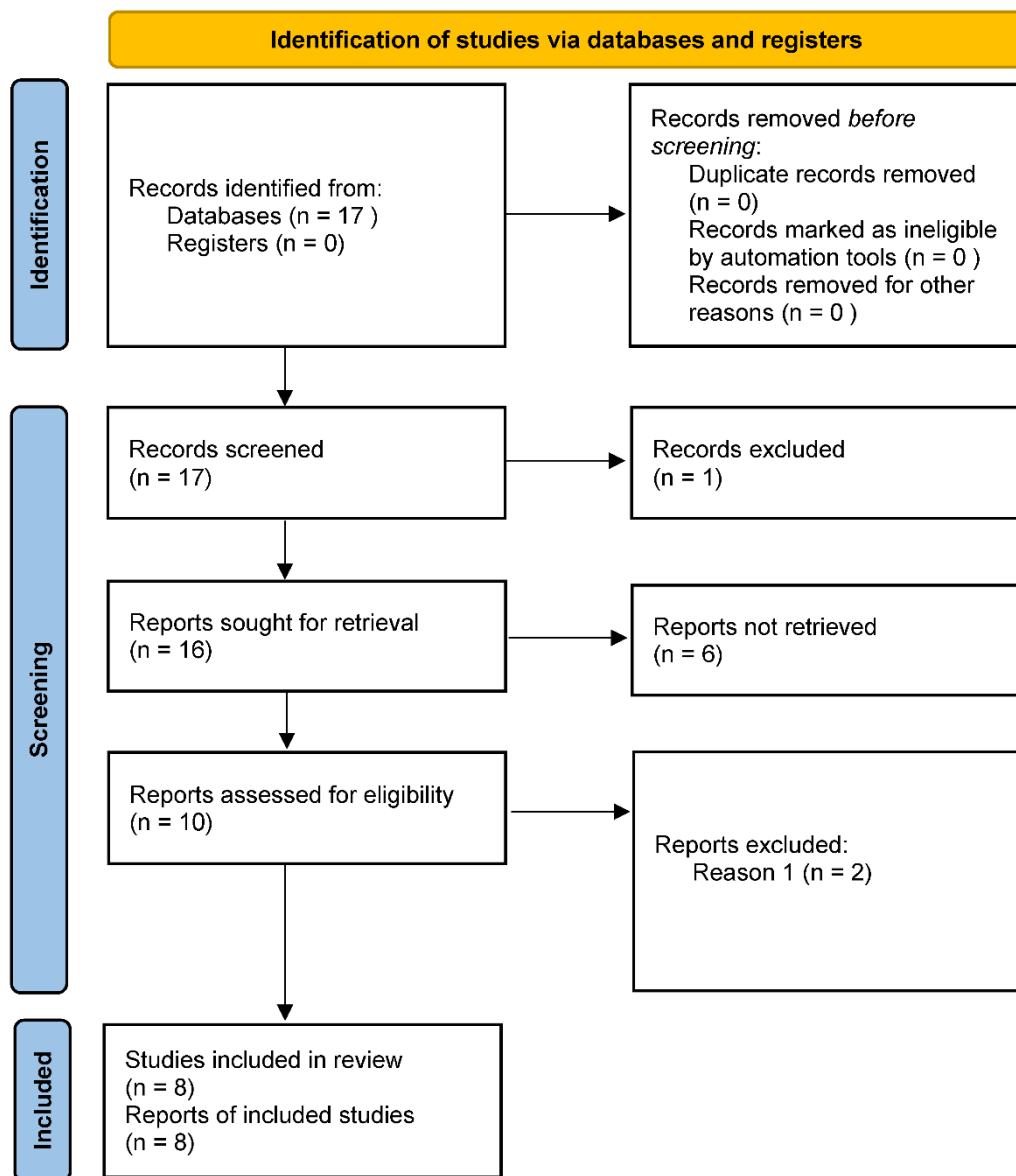 Identification of studies via databases and registers
Identification
Records identified from:
Databases (n = 17 )
Registers (n = 0)
Records removed before
screening:
Duplicate records removed
(n = 0)
Records marked as ineligible
by automation tools (n = 0 )
Records removed for other
reasons (n = 0 )
Screening
Records screened
(n = 17)
Records excluded
(n = 1)
Reports sought for retrieval
(n = 16)
Reports not retrieved
(n = 6)
Reports assessed for eligibility
(n = 10)
Reports excluded:
Reason 1 (n = 2)
Included
Studies included in review
(n = 8)
Reports of included studies
(n = 8)